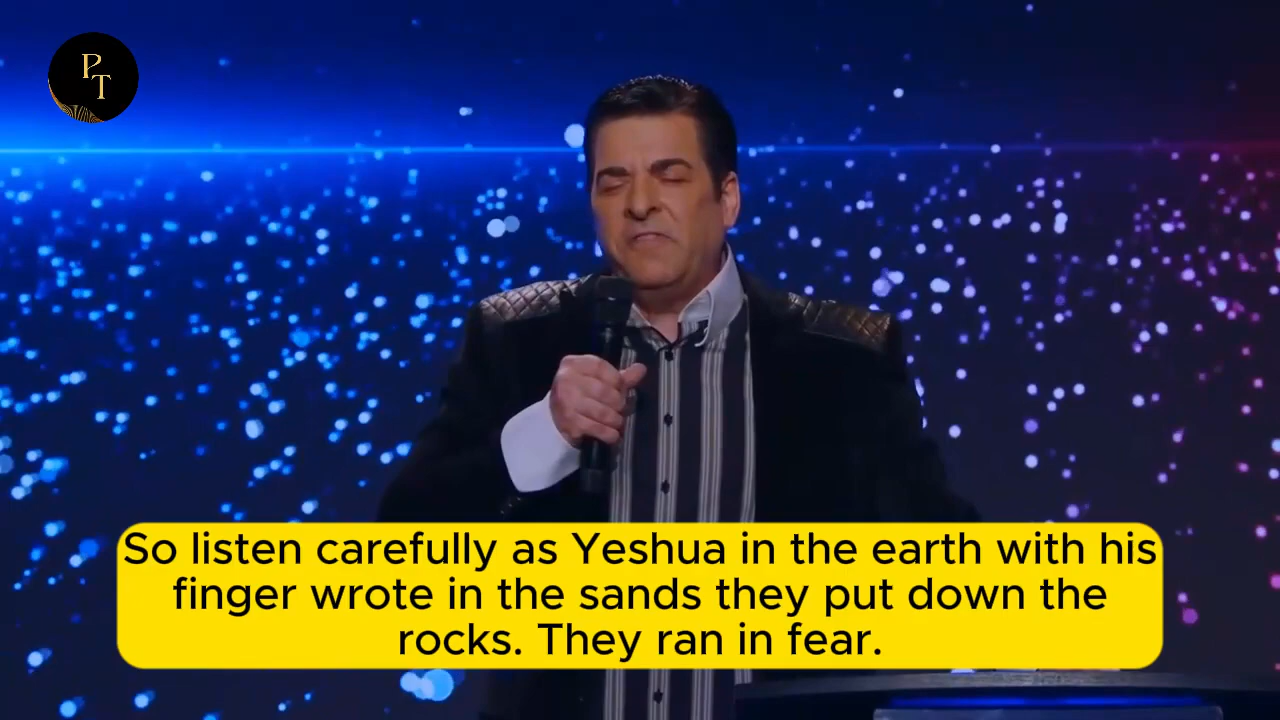 P
T
So listen carefully as Yeshua in the earth with his
finger wrote in the sands they put down the
rocks. They ran in fear.